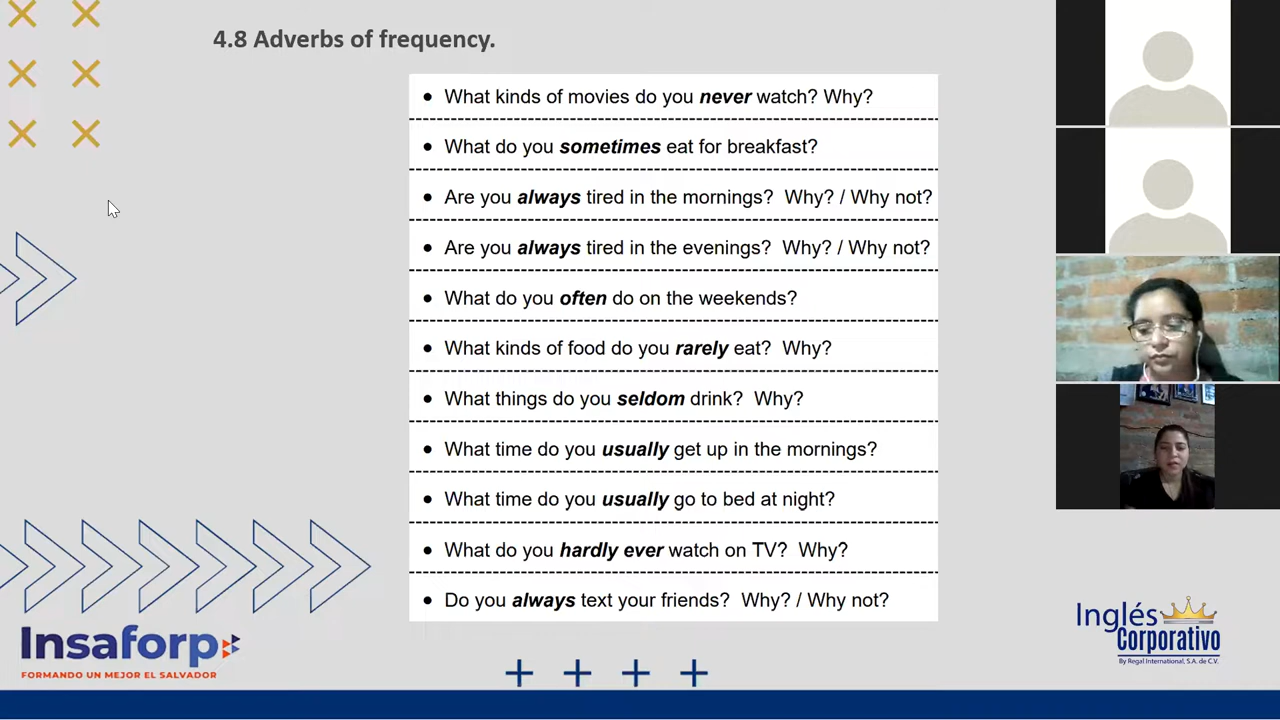 4.8 Adverbs of frequency.
• What kinds of movies do you never watch? Why?
• What do you sometimes eat for breakfast?
• Are you always tired in the mornings? Why? / Why not?
• Are you always tired in the evenings? Why? / Why not?
• What do you often do on the weekends?
• What kinds of food do you rarely eat? Why?
• What things do you seldom drink? Why?
• What time do you usually get up in the mornings?
• What time do you usually go to bed at night?
• What do you hardly ever watch on TV? Why?
• Do you always text your friends? Why? / Why not?
Insaforp
FORMANDO UN MEJOR EL SALVADOR
Inglés
Corporativo
By Regal International, S.A. de C.V.